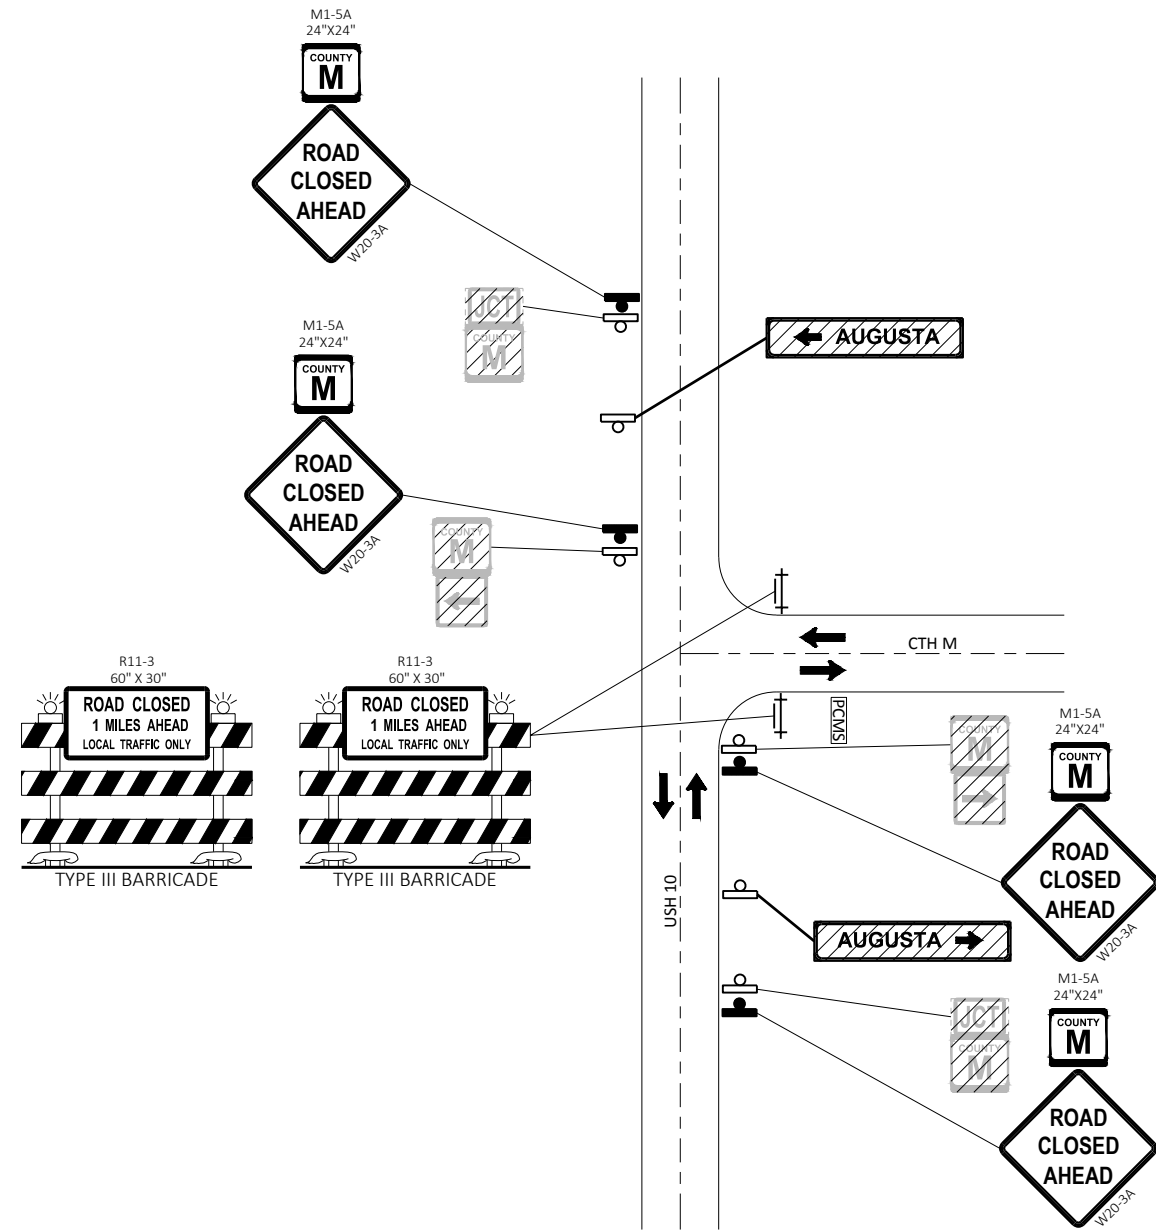 M1-5A
24"X24"
COUNTY
M
ROAD
CLOSED
AHEAD
W20-3A
JCT
COUNTY
M
AUGUSTA
M1-5A
24"X24"
COUNTY
M
ROAD
CLOSED
AHEAD
W20-3A
COUNTY
M
CTH M
R11-3
60" X 30"
ROAD CLOSED
1 MILES AHEAD
LOCAL TRAFFIC ONLY
TYPE III BARRICADE
R11-3
60" X 30"
ROAD CLOSED
1 MILES AHEAD
LOCAL TRAFFIC ONLY
TYPE III BARRICADE
PCMS
COUNTY
M
M1-5A
24"X24"
COUNTY
M
ROAD
CLOSED
AHEAD
W20-3A
USH 10
AUGUSTA
JCT
COUNTY
M
M1-5A
24"X24"
COUNTY
M
ROAD
CLOSED
AHEAD
W20-3A